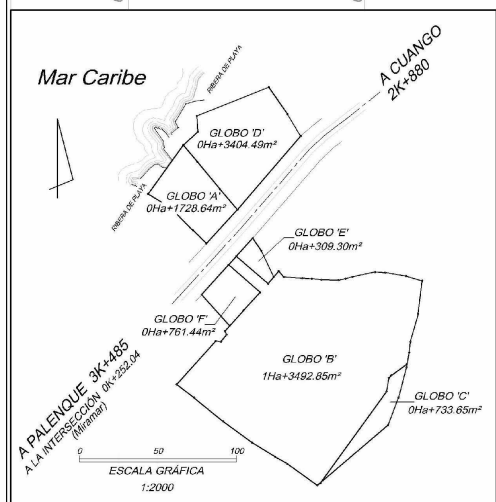 Mar Caribe
RIBERA DE PLAYA
A CUANGO
2K+880
GLOBO 'D'
0Ha+3404.49m²
GLOBO 'A'
0Ha+1728.64m²
RIBERA DE PLAYA
GLOBO 'E'
0Ha+309.30m²
GLOBO 'F'
0Ha+761.44m²
GLOBO 'B'
1Ha+3492.85m²
GLOBO 'C'
0Ha+733.65m²
A PALENQUE 3K+485
A LA INTERSECCIÓN 0K+252.04
(Miramar)
0 50 100
ESCALA GRÁFICA
1:2000